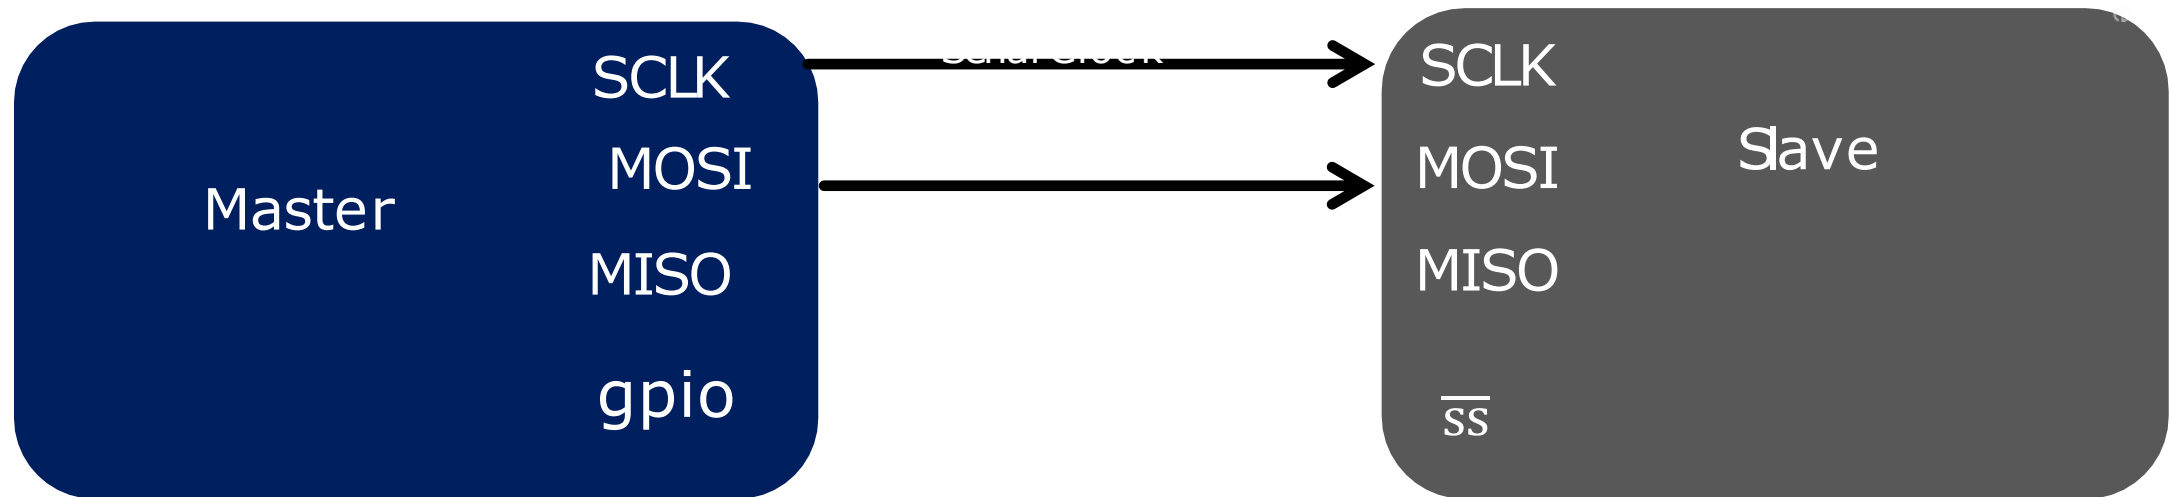 SCLK
MOSI
Master
MISO
gpio
SCLK
MOSI
Slave
MISO
ss